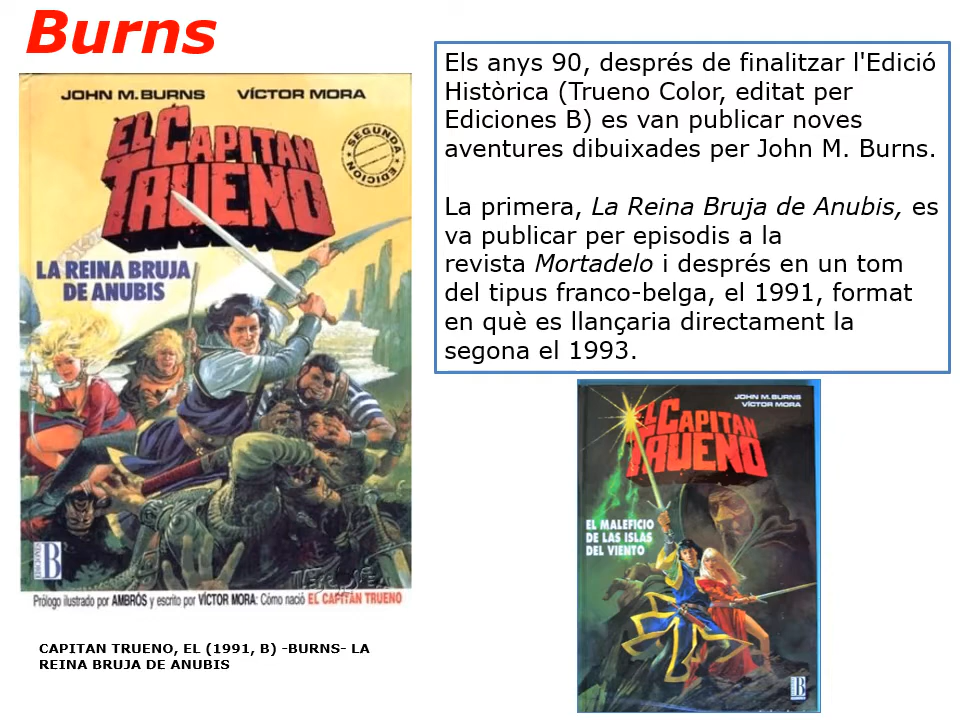 Burns
JOHN M. BURNS VÍCTOR MORA
EL CAPITAN
TRUENO
SEGUNDA
EDICION
LA REINA BRUJA
DE ANUBIS
EDICIONES
B
Prólogo ilustrado por AMBRÓS y escrito por VÍCTOR MORA: Cómo nació EL CAPITÁN TRUENO
CAPITAN TRUENO, EL (1991, B) -BURNS- LA
REINA BRUJA DE ANUBIS
Els anys 90, després de finalitzar l'Edició
Històrica (Trueno Color, editat per
Ediciones B) es van publicar noves
aventures dibuixades per John M. Burns.
La primera, La Reina Bruja de Anubis, es
va publicar per episodis a la
revista Mortadelo i després en un tom
del tipus franco-belga, el 1991, format
en què es llançaria directament la
segona el 1993.
JOHN M. BURNS
VÍCTOR MORA
EL CAPITAN
TRUENO
EL MALEFICIO
DE LAS ISLAS
DEL VIENTO
B